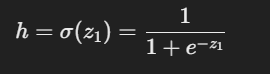 h = σ(z₁) = 1 / (1 + e^{-z₁})